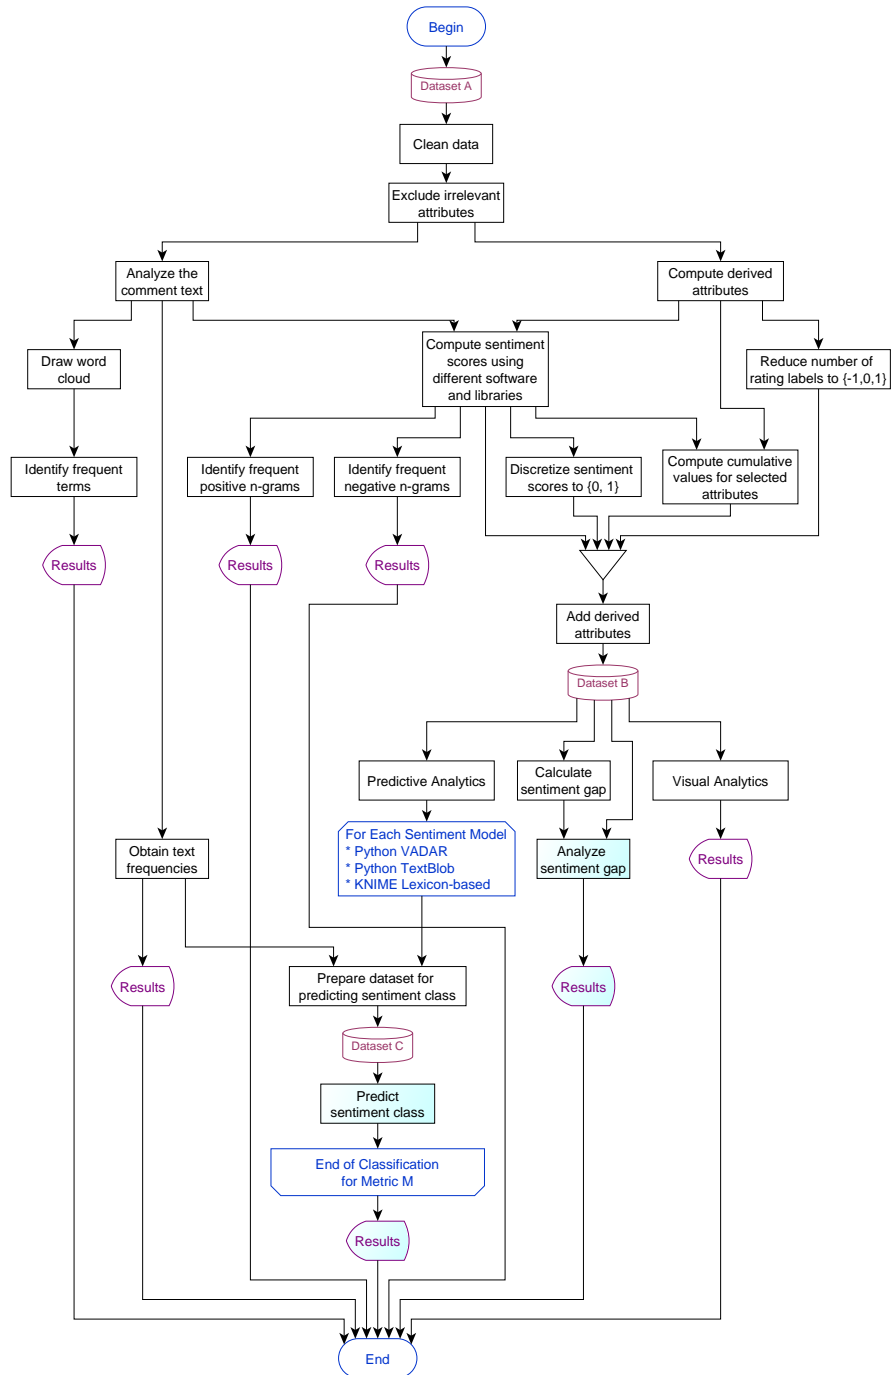 Begin
Dataset A
Clean data
Exclude irrelevant
attributes
Analyze the
comment text
Compute derived
attributes
Draw word
cloud
Compute sentiment
scores using
different software
and libraries
Reduce number of
rating labels to {-1,0,1}
Identify frequent
terms
Identify frequent
positive n-grams
Identify frequent
negative n-grams
Discretize sentiment
scores to {0, 1}
Compute cumulative
values for selected
attributes
Results
Results
Results
Add derived
attributes
Dataset B
Predictive Analytics
Calculate
sentiment gap
Visual Analytics
For Each Sentiment Model
* Python VADAR
* Python TextBlob
* KNIME Lexicon-based
Obtain text
frequencies
Analyze
sentiment gap
Results
Results
Prepare dataset for
predicting sentiment class
Results
Dataset C
Predict
sentiment class
End of Classification
for Metric M
Results
End